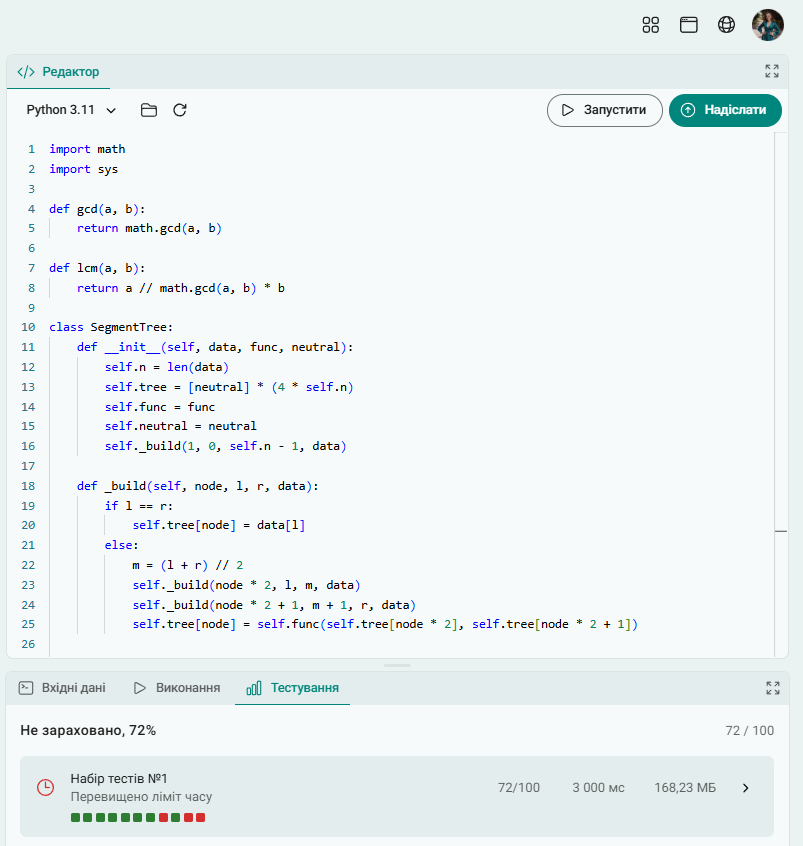 Редактор
Python 3.11
Запустити
Надіслати
1 import math
2 import sys
3
4 def gcd(a, b):
5     return math.gcd(a, b)
6
7 def lcm(a, b):
8     return a // math.gcd(a, b) * b
9
10 class SegmentTree:
11     def __init__(self, data, func, neutral):
12         self.n = len(data)
13         self.tree = [neutral] * (4 * self.n)
14         self.func = func
15         self.neutral = neutral
16         self._build(1, 0, self.n - 1, data)
17
18     def _build(self, node, l, r, data):
19         if l == r:
20             self.tree[node] = data[l]
21         else:
22             m = (l + r) // 2
23             self._build(node * 2, l, m, data)
24             self._build(node * 2 + 1, m + 1, r, data)
25             self.tree[node] = self.func(self.tree[node * 2], self.tree[node * 2 + 1])
26
Вхідні дані
Виконання
Тестування
Не зараховано, 72%
72 / 100
Набір тестів №1
Перевищено ліміт часу
72/100
3 000 мс
168,23 МБ